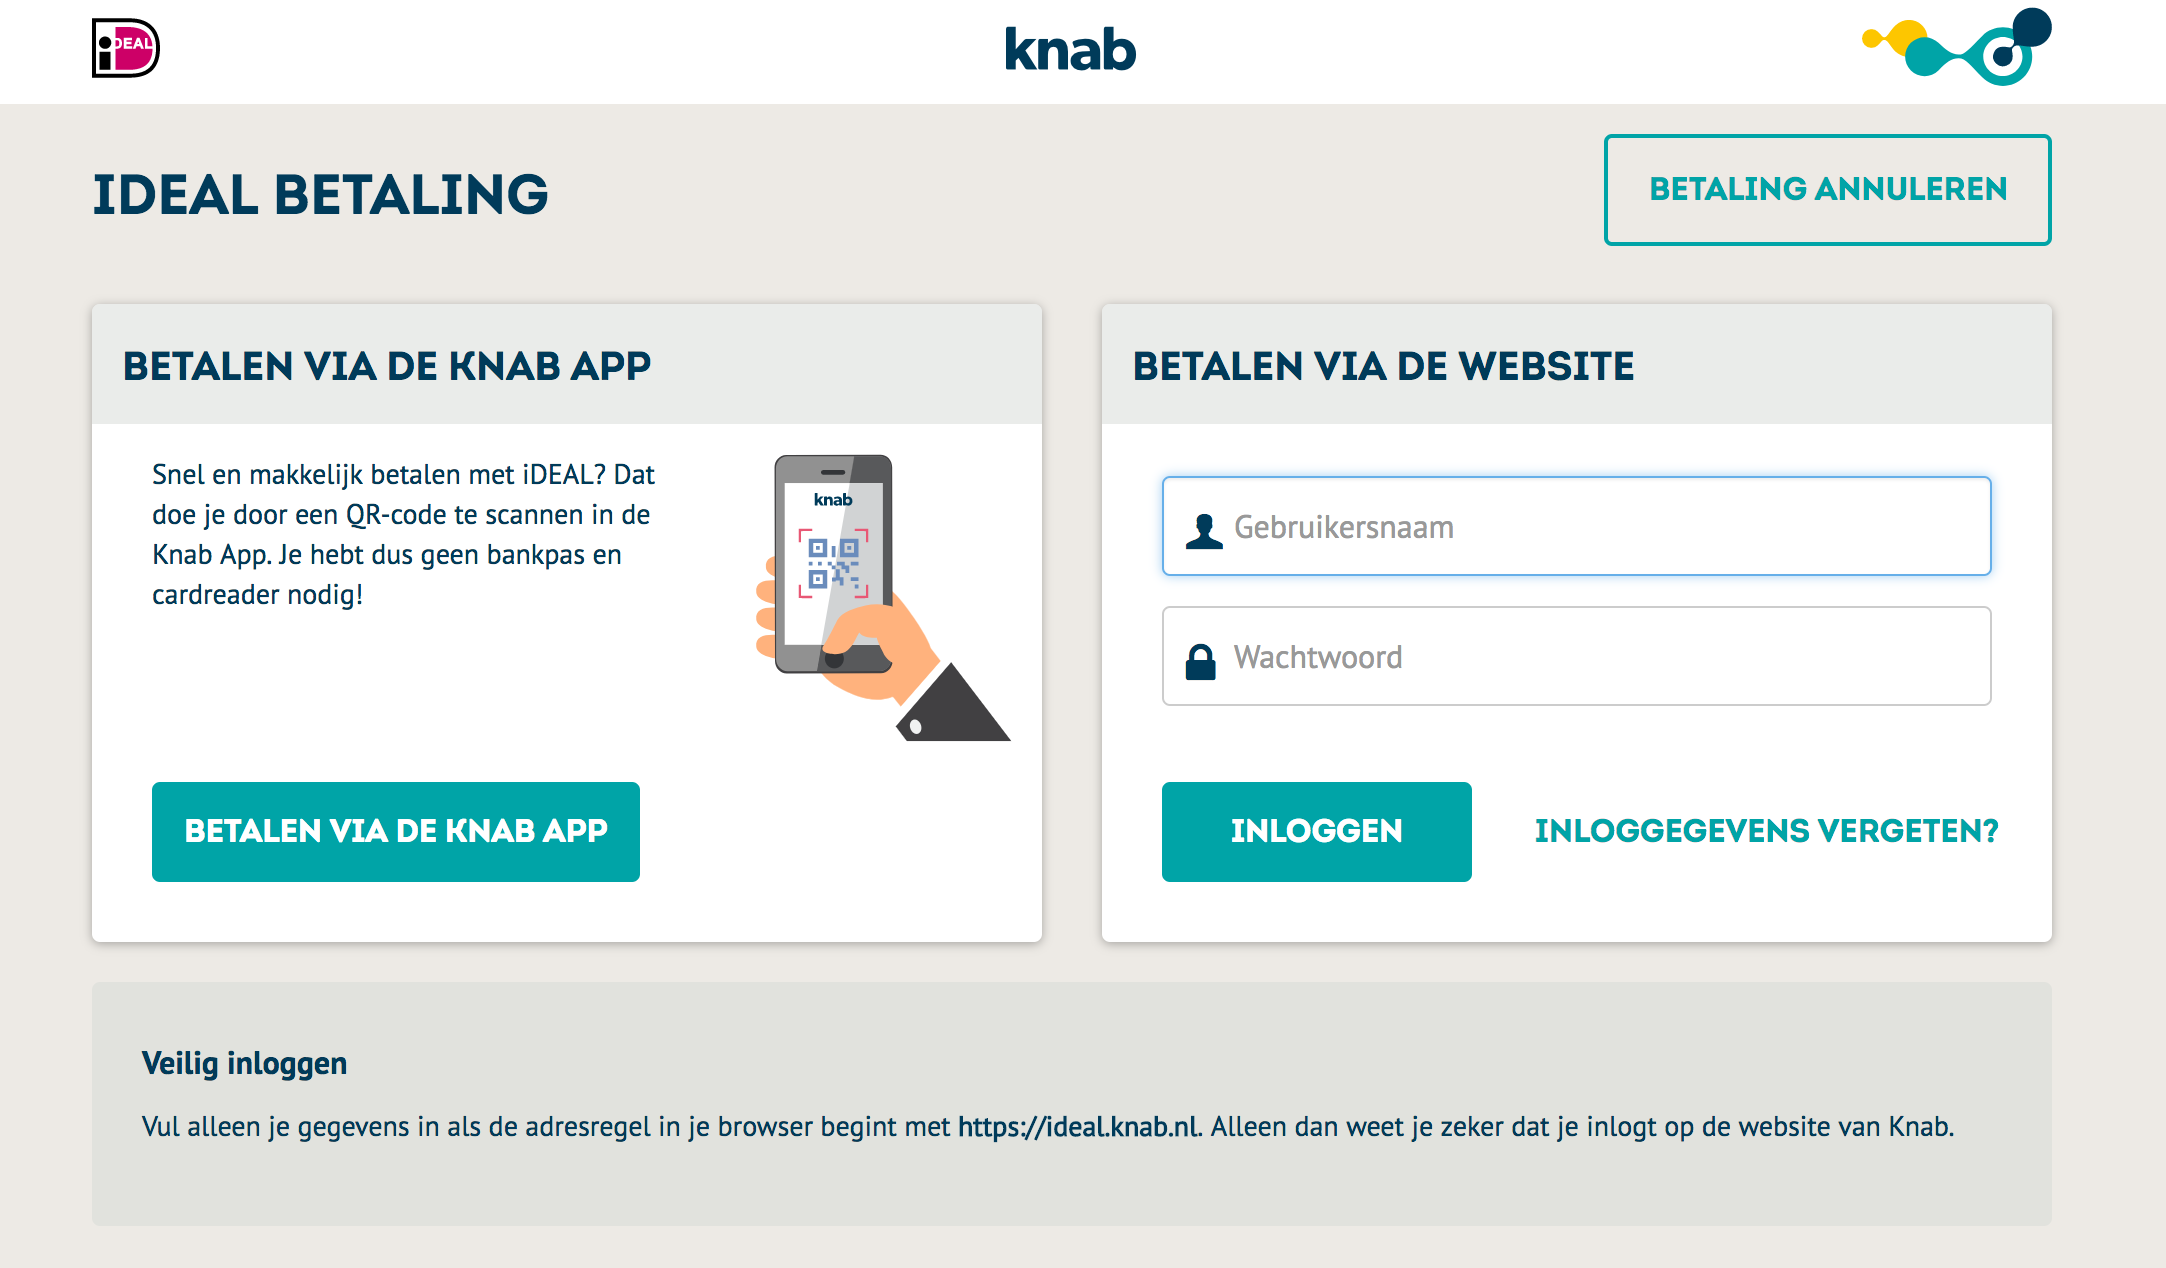 iDEAL
knab
IDEAL BETALING
BETALING ANNULEREN
BETALEN VIA DE KNAB APP
Snel en makkelijk betalen met iDEAL? Dat
doe je door een QR-code te scannen in de
Knab App. Je hebt dus geen bankpas en
cardreader nodig!
knab
BETALEN VIA DE KNAB APP
BETALEN VIA DE WEBSITE
Gebruikersnaam
Wachtwoord
INLOGGEN
INLOGGEGEVENS VERGETEN?
Veilig inloggen
Vul alleen je gegevens in als de adresregel in je browser begint met https://ideal.knab.nl. Alleen dan weet je zeker dat je inlogt op de website van Knab.